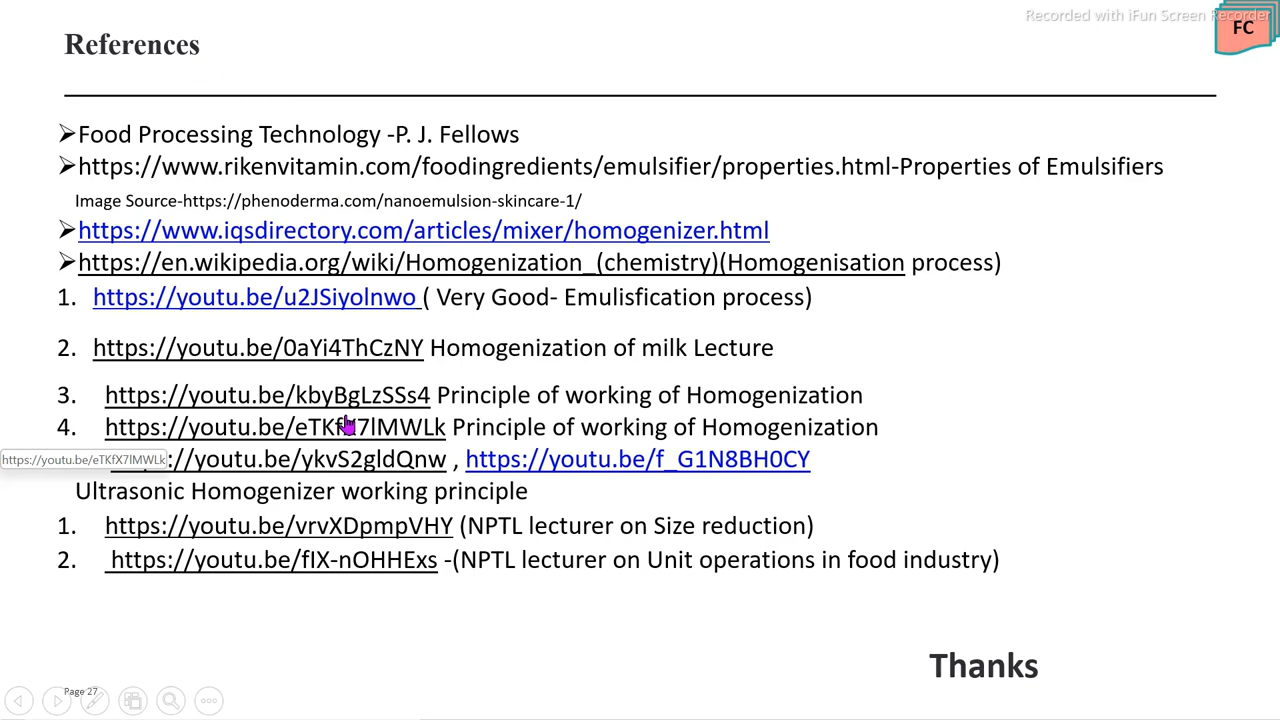 Recorded with iFun Screen Recorder
FC
References
➢Food Processing Technology -P. J. Fellows
➢https://www.rikenvitamin.com/foodingredients/emulsifier/properties.html-Properties of Emulsifiers
Image Source-https://phenoderma.com/nanoemulsion-skincare-1/
➢https://www.iqsdirectory.com/articles/mixer/homogenizer.html
➢https://en.wikipedia.org/wiki/Homogenization_(chemistry)(Homogenisation process)
1. https://youtu.be/u2JSiyolnwo ( Very Good- Emulisfication process)
2. https://youtu.be/0aYi4ThCzNY Homogenization of milk Lecture
3. https://youtu.be/kbyBgLzSSs4 Principle of working of Homogenization
4. https://youtu.be/eTKfX7lMWLk Principle of working of Homogenization
https://youtu.be/eTKfX7lMWLk
://youtu.be/ykvS2gldQnw , https://youtu.be/f_G1N8BH0CY
Ultrasonic Homogenizer working principle
1. https://youtu.be/vrvXDpmpVHY (NPTL lecturer on Size reduction)
2. https://youtu.be/fIX-nOHHExs -(NPTL lecturer on Unit operations in food industry)
Thanks
Page 27